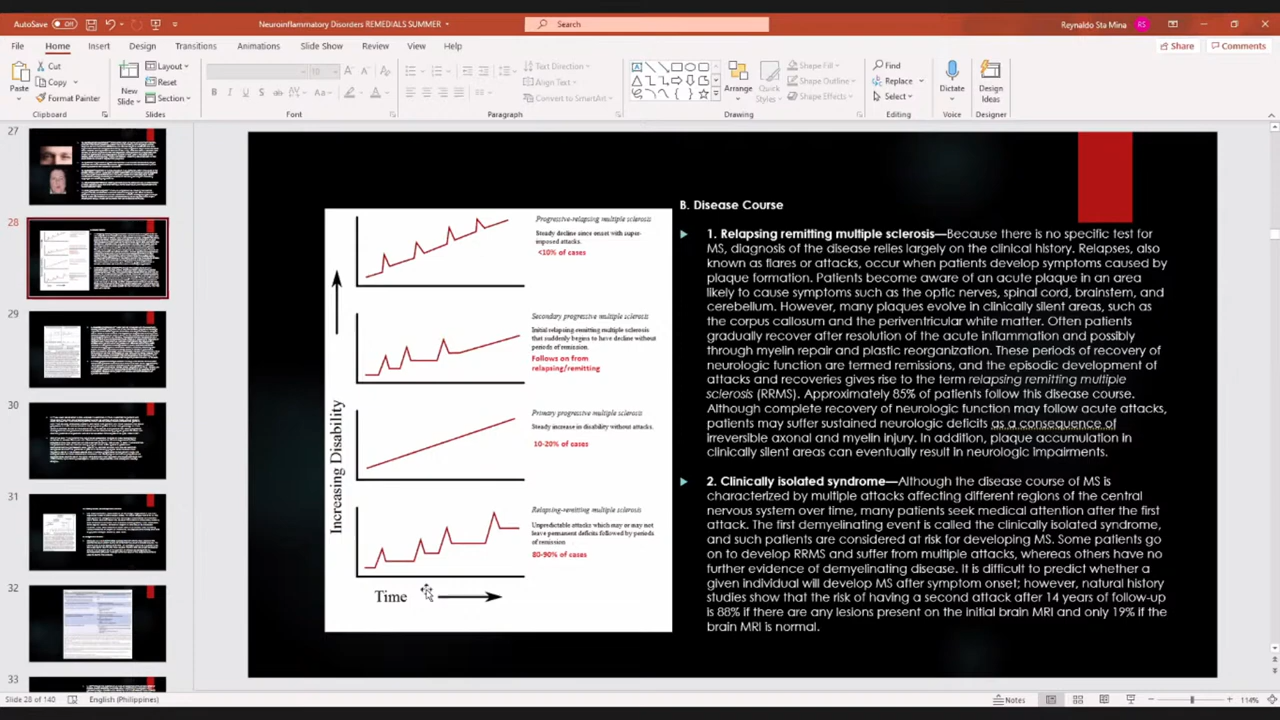 AutoSave Off
Neuroinflammatory Disorders REMEDIALS SUMMER
Search
Reynaldo Sta Mina
RS
File Home Insert Design Transitions Animations Slide Show Review View Help
Share Comments
Paste
Cut
Copy
Format Painter
Clipboard
New
Slide
Layout
Reset
Section
Slides
Font
Text Direction
Align Text
Convert to SmartArt
Paragraph
Arrange
Quick
Styles
Shape Fill
Shape Outline
Shape Effects
Drawing
Find
Replace
Select
Editing
Dictate
Voice
Design
Ideas
Designer
27
28
29
30
31
32
33
Increasing Disability
Progressive-relapsing multiple sclerosis
Steady decline since onset with super-
imposed attacks.
<10% of cases
Secondary progressive multiple sclerosis
Initial relapsing-remitting multiple sclerosis
that suddenly begins to have decline without
periods of remission.
Follows on from
relapsing/remitting
Primary progressive multiple sclerosis
Steady increase in disability without attacks.
10-20% of cases
Relapsing-remitting multiple sclerosis
Unpredictable attacks which may or may not
leave permanent deficits followed by periods
of remission
80-90% of cases
Time
B. Disease Course
1. Relapsing remitting multiple sclerosis—Because there is no specific test for
MS, diagnosis of the disease relies largely on the clinical history. Relapses, also
known as flares or attacks, occur when patients develop symptoms caused by
plaque formation. Patients become aware of an acute plaque in an area
likely to cause symptoms such as the optic nerves, spinal cord, brainstem, and
cerebellum. However, many plaques evolve in clinically silent areas, such as
the corpus callosum and the periventricular white matter. Often patients
gradually recover after resolution of the acute inflammation and possibly
through myelin repair and plastic reorganization. These periods of recovery of
neurologic function are termed remissions, and the episodic development of
attacks and recoveries gives rise to the term relapsing remitting multiple
sclerosis (RRMS). Approximately 85% of patients follow this disease course.
Although complete recovery of neurologic function may follow acute attacks,
patients may suffer sustained neurologic deficits as a consequence of
irreversible axonal or myelin injury. In addition, plaque accumulation in
clinically silent areas can eventually result in neurologic impairments.
2. Clinically isolated syndrome—Although the disease course of MS is
characterized by multiple attacks affecting different regions of the central
nervous system over time, many patients seek medical attention after the first
attack. The first demyelinating event is called the clinically isolated syndrome,
and such patients are considered at risk for developing MS. Some patients go
on to develop RRMS and suffer from multiple attacks, whereas others have no
further evidence of demyelinating disease. It is difficult to predict whether a
given individual will develop MS after symptom onset; however, natural history
studies show that the risk of having a second attack after 14 years of follow-up
is 88% if there are any lesions present on the initial brain MRI and only 19% if the
brain MRI is normal.
Slide 28 of 140
English (Philippines)
Notes
114%